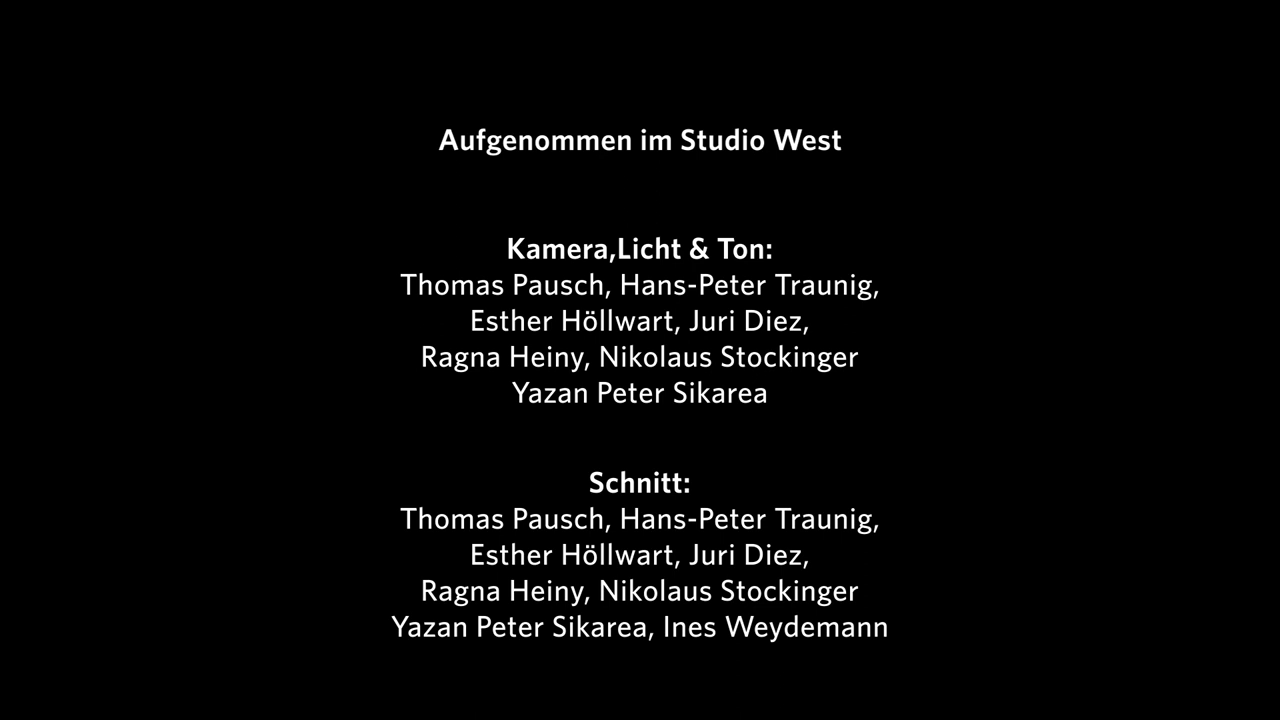 Aufgenommen im Studio West
Kamera,Licht & Ton:
Thomas Pausch, Hans-Peter Traunig,
Esther Höllwart, Juri Diez,
Ragna Heiny, Nikolaus Stockinger
Yazan Peter Sikarea
Schnitt:
Thomas Pausch, Hans-Peter Traunig,
Esther Höllwart, Juri Diez,
Ragna Heiny, Nikolaus Stockinger
Yazan Peter Sikarea, Ines Weydemann